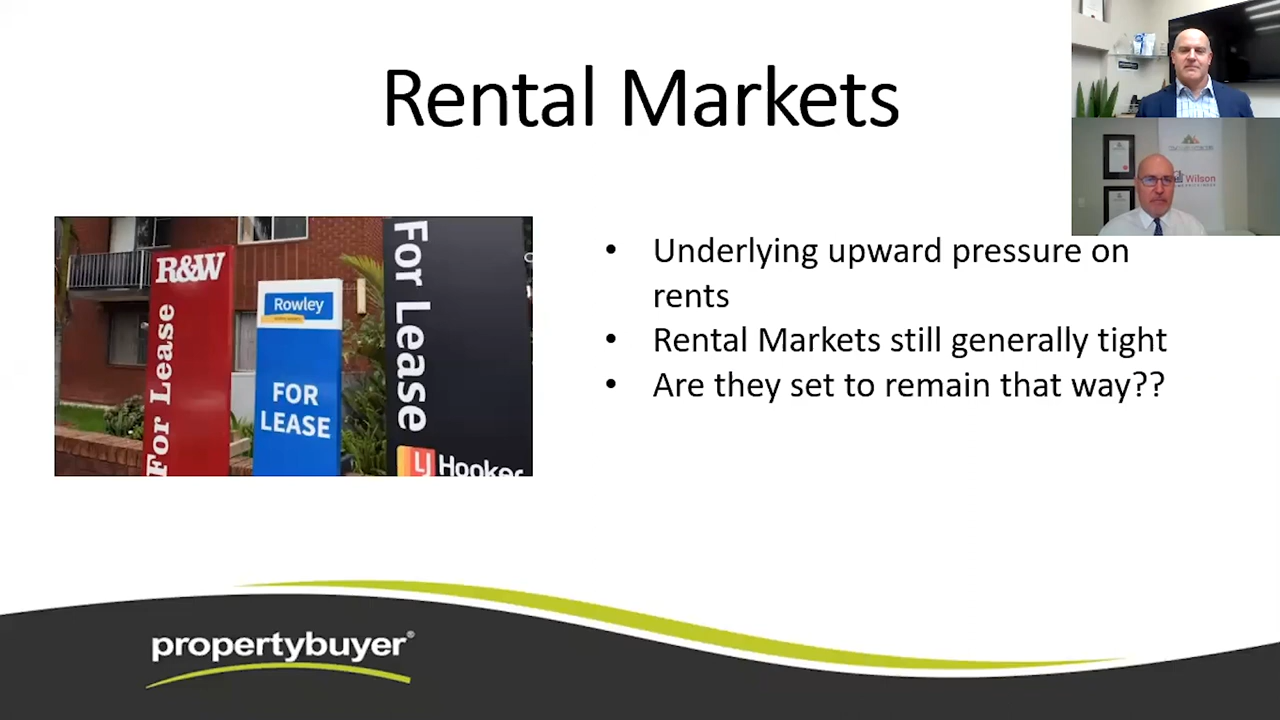 Rental Markets
Wilson
R&W
For Lease
Rowley
FOR
LEASE
For Lease
LJ Hooker
• Underlying upward pressure on
rents
• Rental Markets still generally tight
• Are they set to remain that way??
propertybuyer®